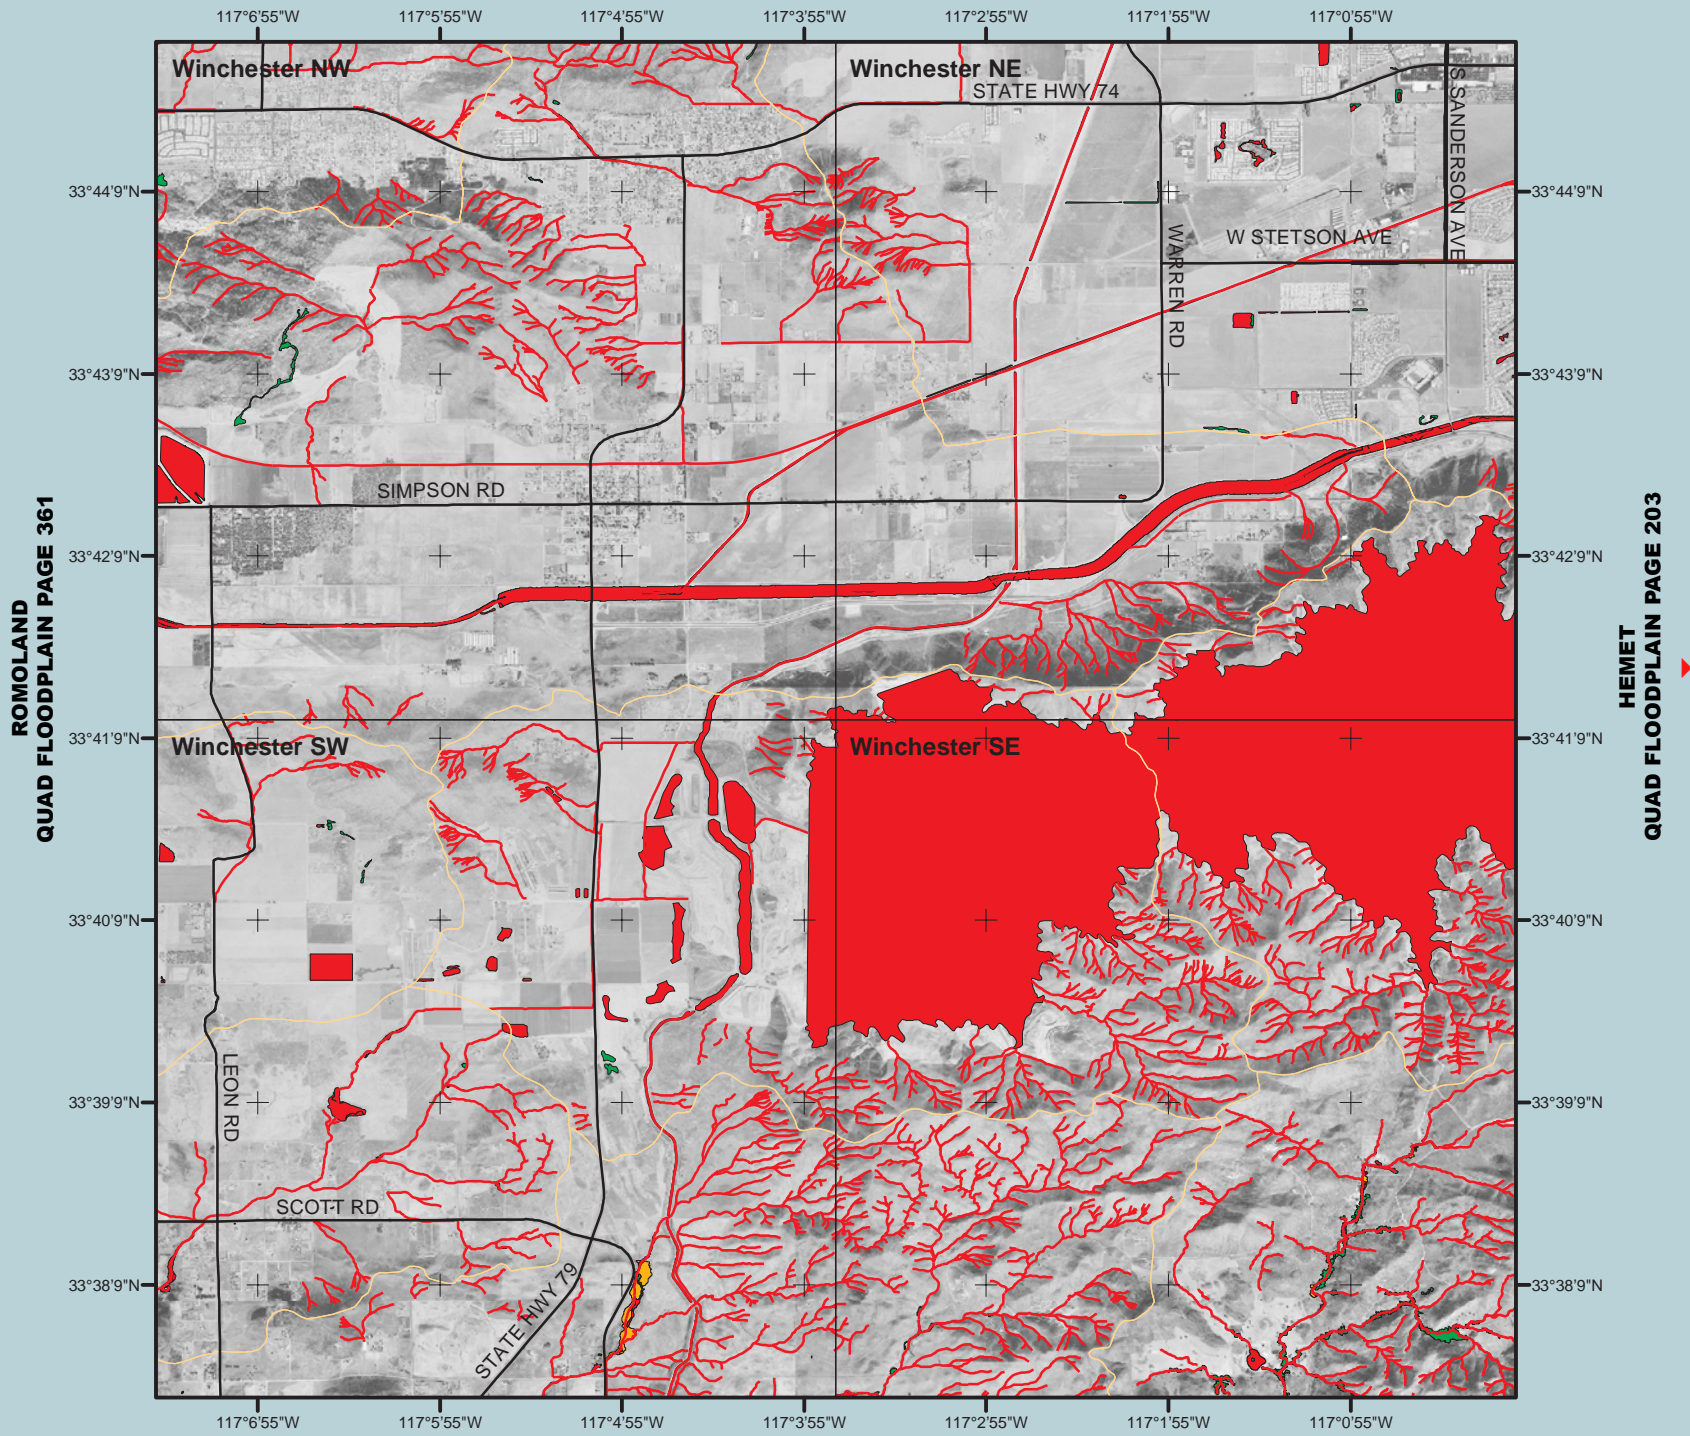 117°6'55"W 117°5'55"W 117°4'55"W 117°3'55"W 117°2'55"W 117°1'55"W 117°0'55"W
Winchester NW
Winchester NE
STATE HWY 74
S SANDERSON AVE
33°44'9"N
33°44'9"N
W STETSON AVE
WARREN RD
33°43'9"N
33°43'9"N
SIMPSON RD
ROMOLAND
QUAD FLOODPLAIN PAGE 361
HEMET
QUAD FLOODPLAIN PAGE 203
33°42'9"N
33°42'9"N
33°41'9"N
33°41'9"N
Winchester SW
Winchester SE
33°40'9"N
33°40'9"N
LEON RD
33°39'9"N
33°39'9"N
SCOTT RD
STATE HWY 79
33°38'9"N
33°38'9"N
117°6'55"W 117°5'55"W 117°4'55"W 117°3'55"W 117°2'55"W 117°1'55"W 117°0'55"W